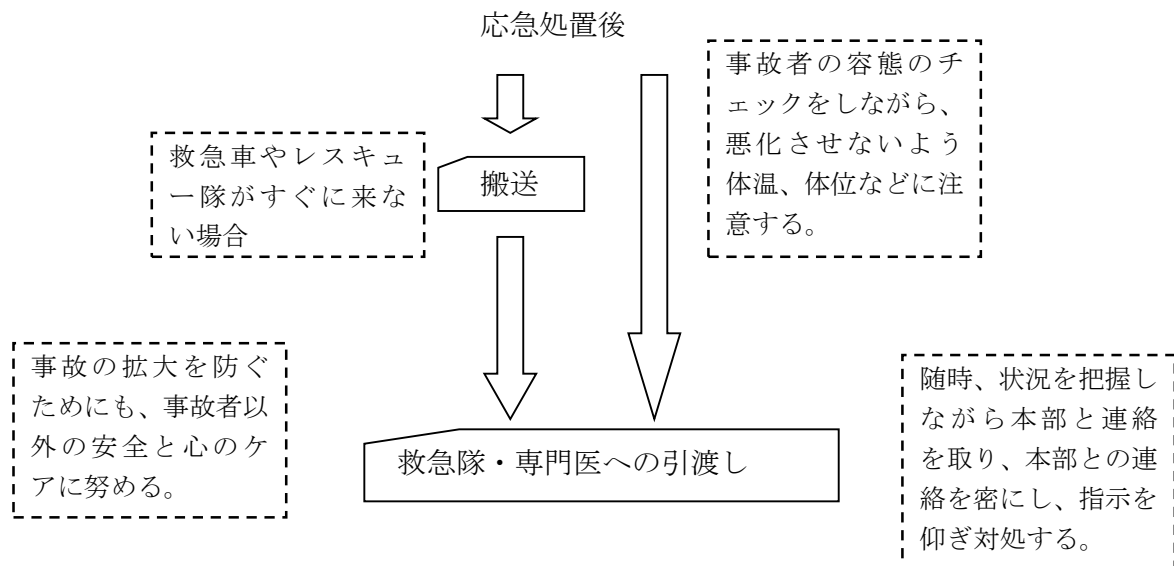 応急処置後
事故者の容態のチ
ェックをしながら、
悪化させないよう
体温、体位などに注
意する。
救急車やレスキュ
ー隊がすぐに来な
い場合
搬送
事故の拡大を防ぐ
ためにも、事故者以
外の安全と心のケ
アに努める。
救急隊・専門医への引渡し
随時、状況を把握し
ながら本部と連絡
を取り、本部との連
絡を密にし、指示を
仰ぎ対処する。